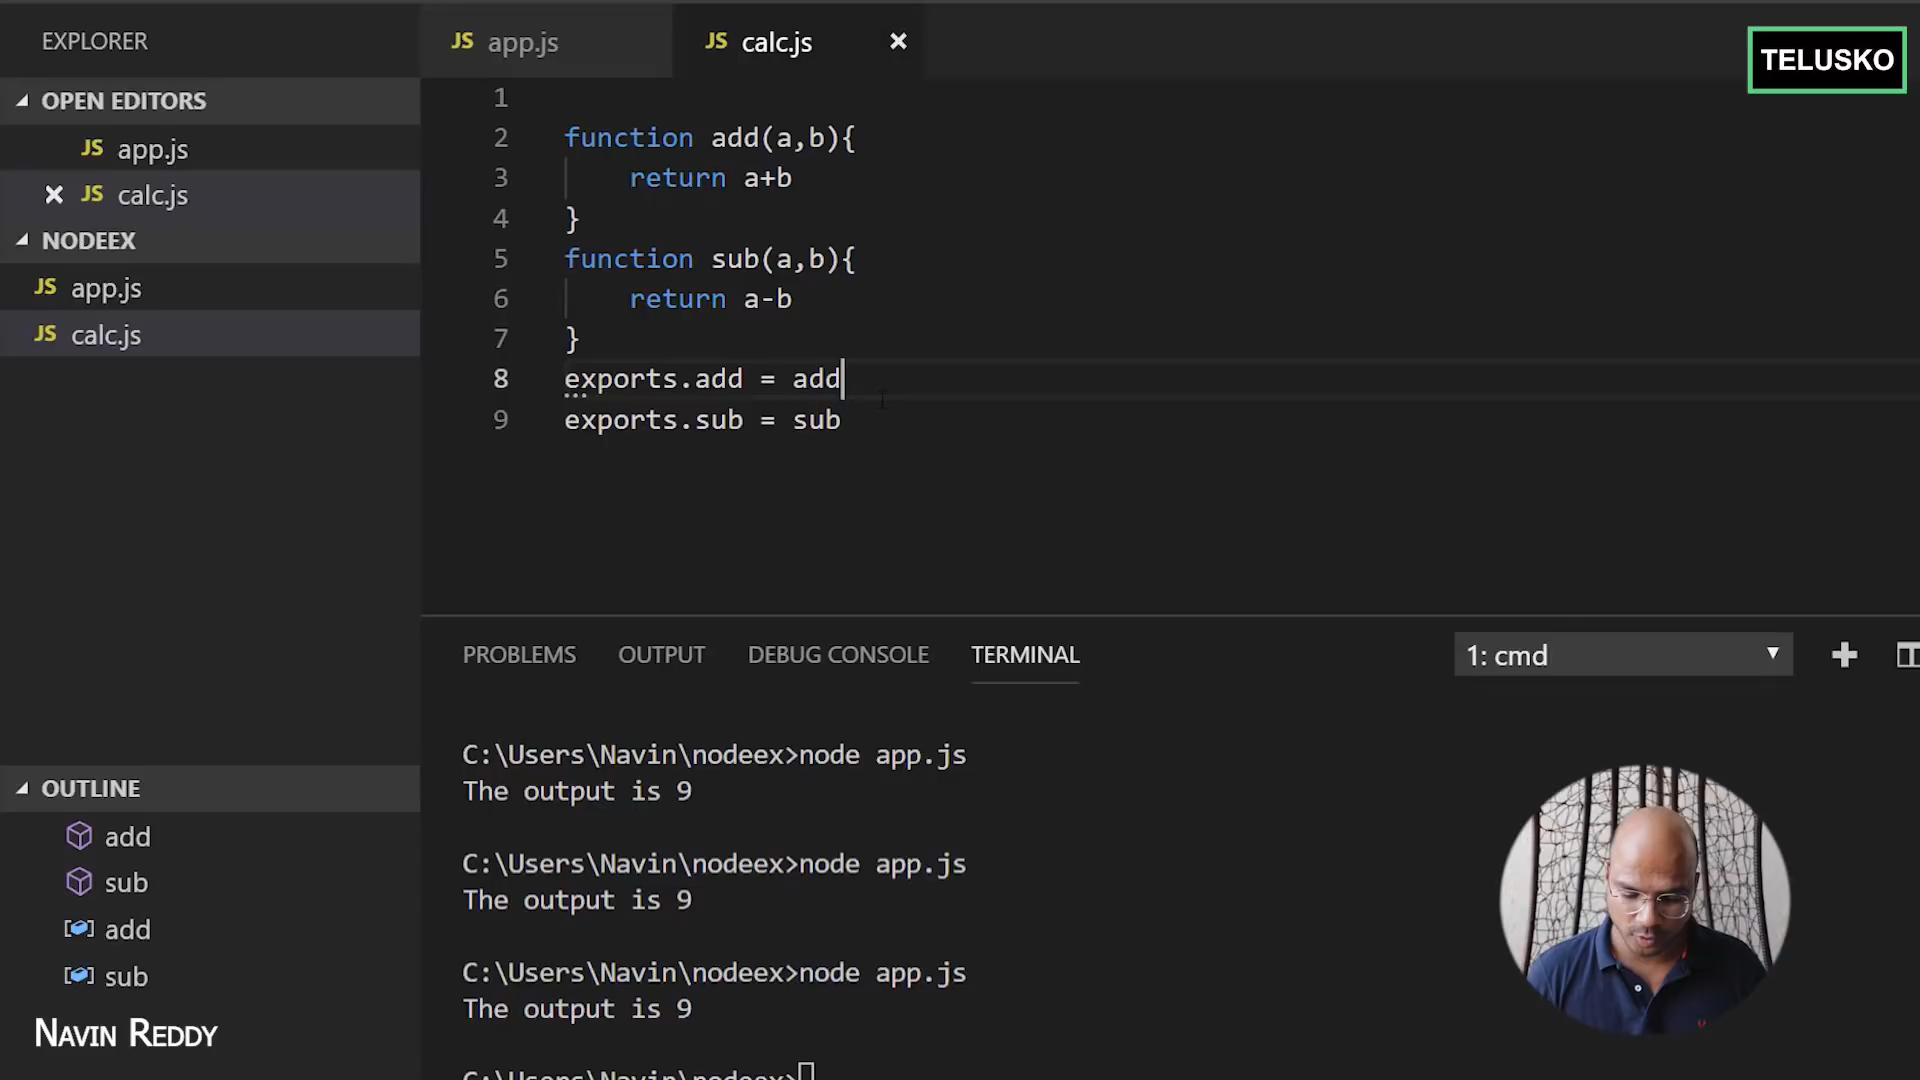 EXPLORER
OPEN EDITORS
JS app.js
JS calc.js
NODEEX
JS app.js
JS calc.js
OUTLINE
add
sub
add
sub
NAVIN REDDY
JS app.js
JS calc.js
TELUSKO
1
2 function add(a,b){
3 return a+b
4 }
5 function sub(a,b){
6 return a-b
7 }
8 exports.add = add
9 exports.sub = sub
PROBLEMS OUTPUT DEBUG CONSOLE TERMINAL 1: cmd
C:\Users\Navin\nodeex>node app.js
The output is 9
C:\Users\Navin\nodeex>node app.js
The output is 9
C:\Users\Navin\nodeex>node app.js
The output is 9
C:\Users\Navin\nodeex>